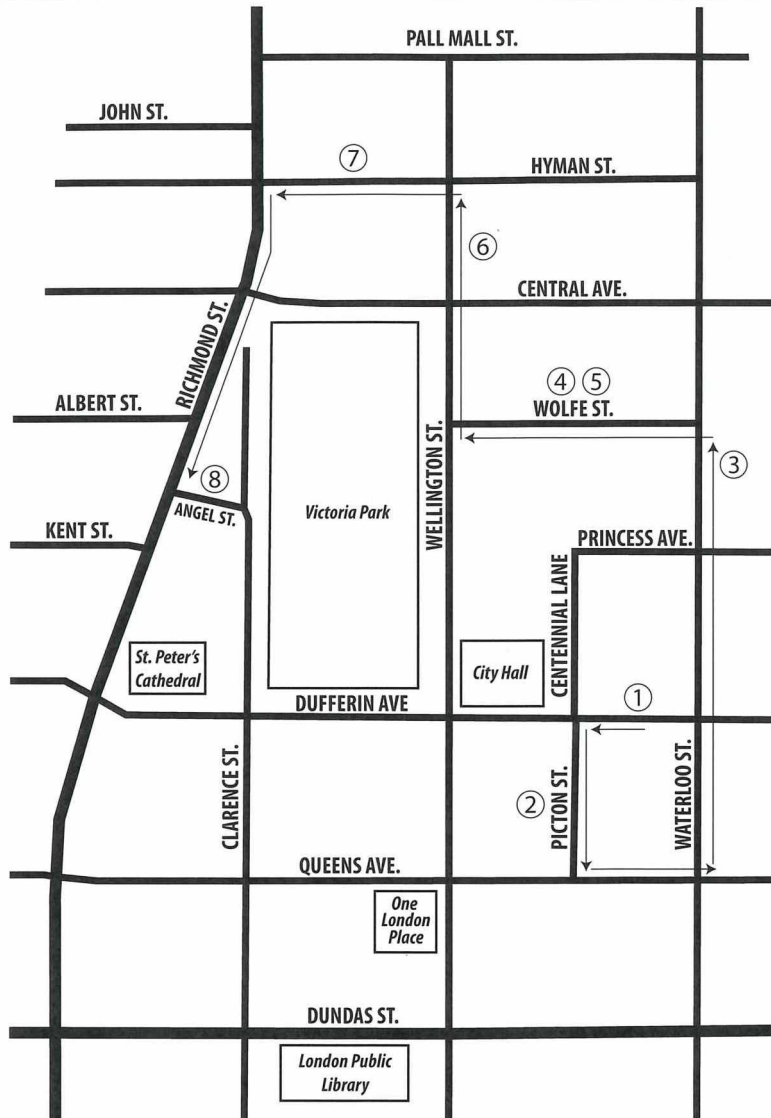 PALL MALL ST.
JOHN ST.
⑦
HYMAN ST.
⑥
CENTRAL AVE.
RICHMOND ST.
④ ⑤
ALBERT ST.
WOLFE ST.
③
⑧
ANGEL ST.
Victoria Park
WELLINGTON ST.
KENT ST.
PRINCESS AVE.
CENTENNIAL LANE
St. Peter's
Cathedral
City Hall
DUFFERIN AVE
①
CLARENCE ST.
②
PICTON ST.
WATERLOO ST.
QUEENS AVE.
One
London
Place
DUNDAS ST.
London Public
Library